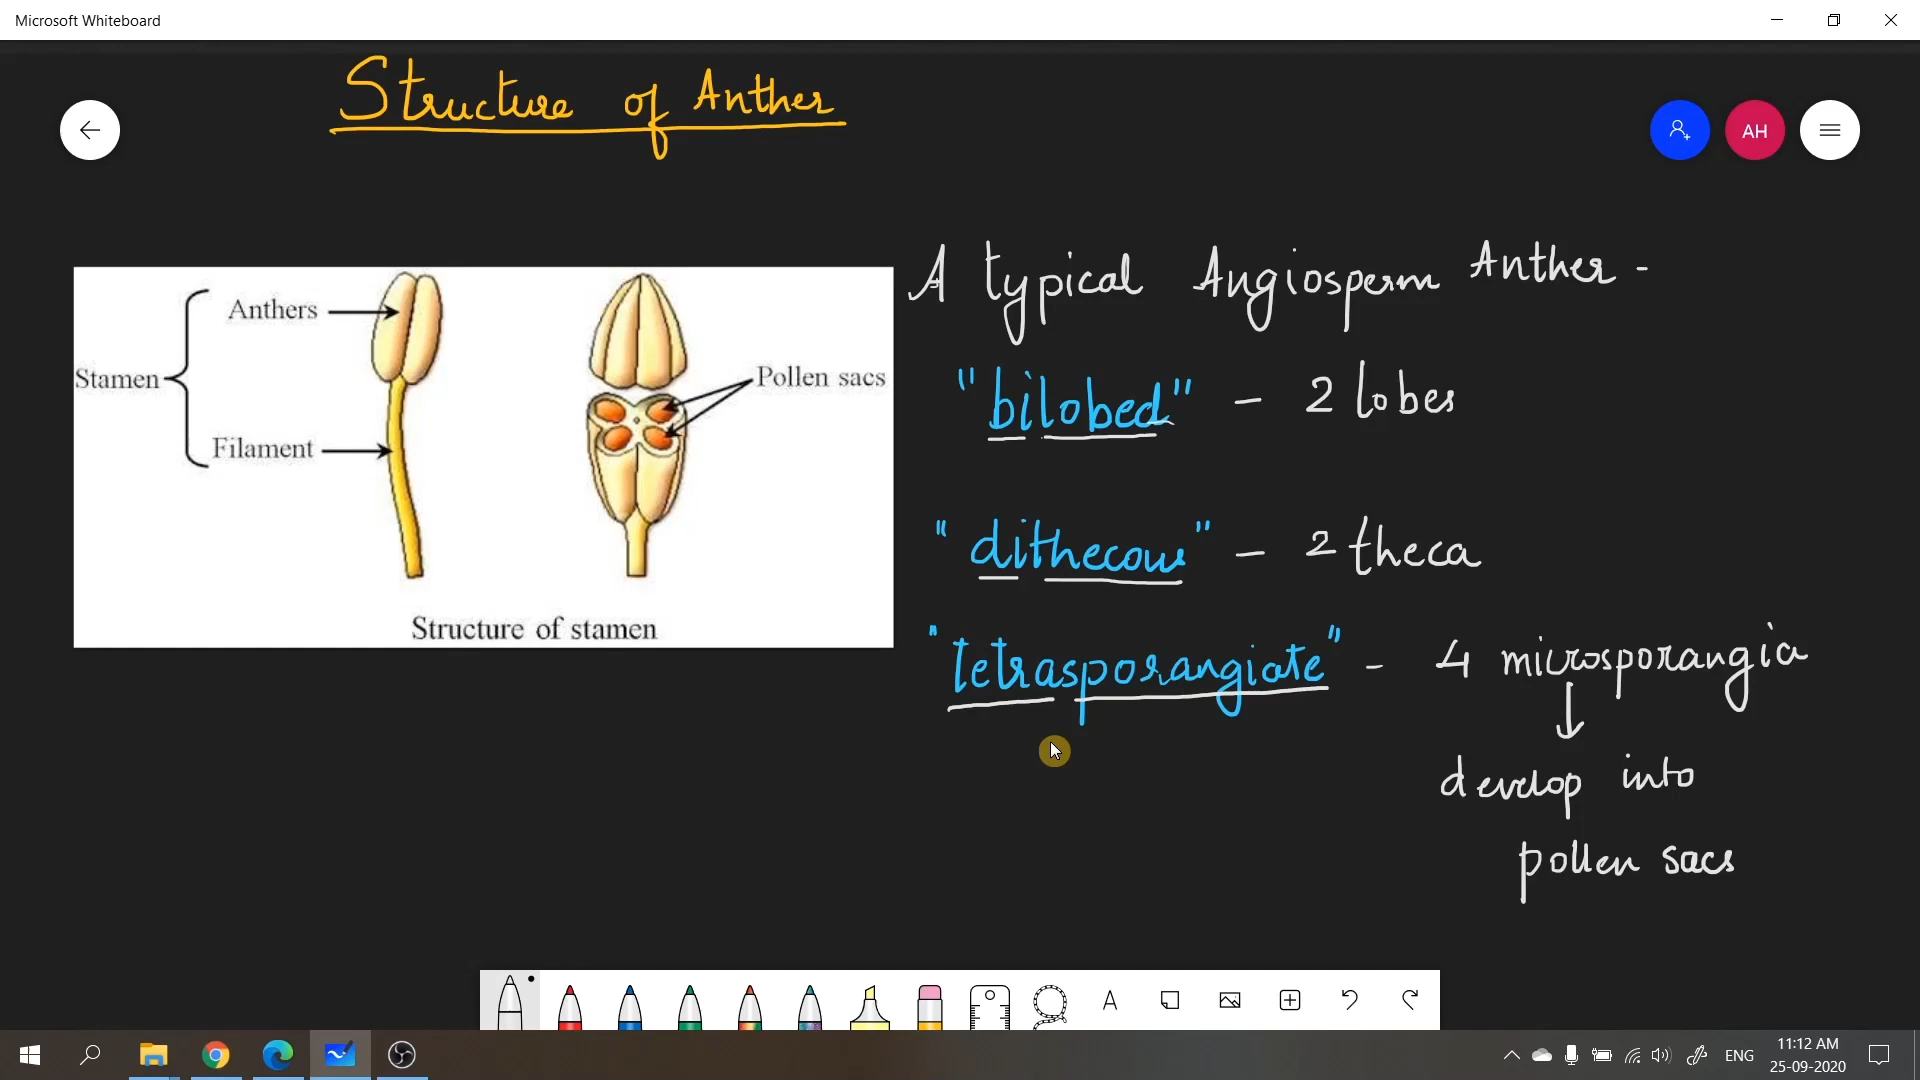 Microsoft Whiteboard
Structure of Anther
AH
A typical Angiosperm Anther -
Anthers
Stamen
Pollen sacs
Filament
Structure of stamen
"bilobed" - 2 lobes
"dithecous" - 2 theca
"tetrasporangiate" - 4 microsporangia
↓
develop into
pollen sacs
A
ENG
11:12 AM
25-09-2020